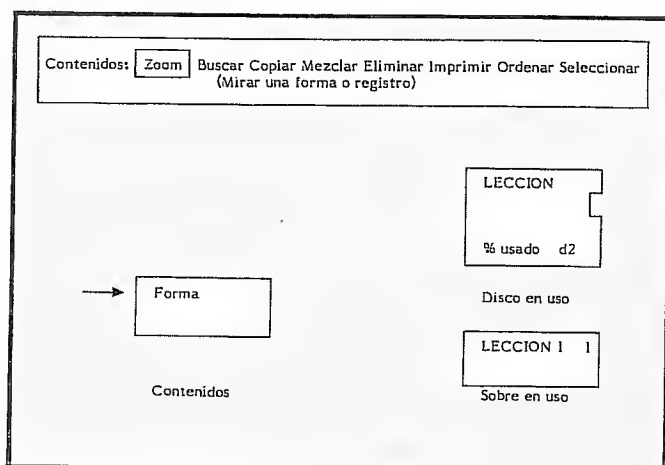 Contenidos: Zoom Buscar Copiar Mezclar Eliminar Imprimir Ordenar Seleccionar
(Mirar una forma o registro)
LECCION
% usado d2
Disco en uso
Forma
Contenidos
LECCION 1 1
Sobre en uso